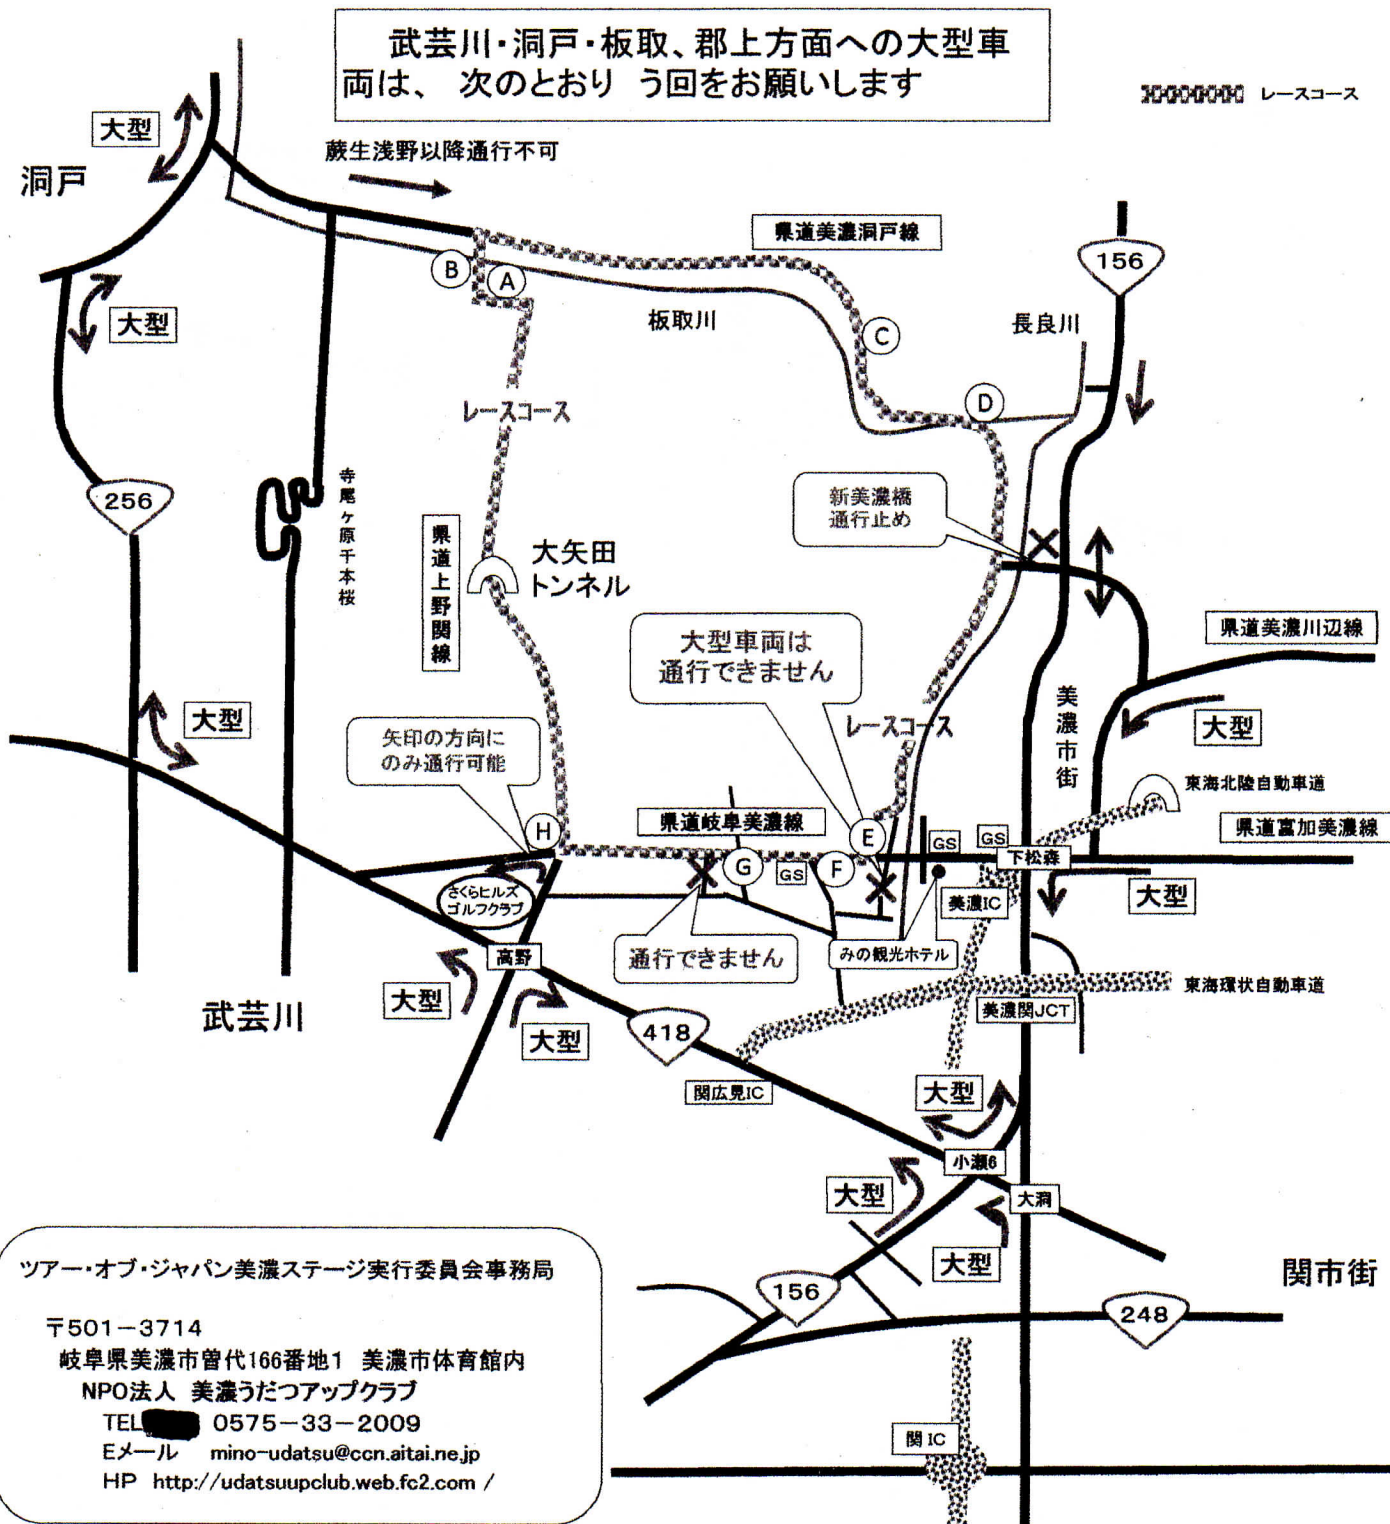 武芸川・洞戸・板取、郡上方面への大型車
両は、 次のとおり う回をお願いします
レースコース
大型
蕨生浅野以降通行不可
洞戸
県道美濃洞戸線
156
B
A
大型
板取川
長良川
C
D
レースコース
256
寺尾ヶ原千本桜
新美濃橋
通行止め
県道上野関線
大矢田
トンネル
大型車両は
通行できません
県道美濃川辺線
大型
美濃市街
大型
レースコース
矢印の方向に
のみ通行可能
東海北陸自動車道
県道岐阜美濃線
県道富加美濃線
H
E
GS
GS
下松森
G
GS
F
さくらヒルズ
ゴルフクラブ
美濃IC
大型
高野
通行できません
みの観光ホテル
大型
東海環状自動車道
武芸川
美濃関JCT
大型
418
関広見IC
大型
小瀬6
大型
大洞
大型
関市街
156
248
関 IC
ツアー・オブ・ジャパン美濃ステージ実行委員会事務局
〒501-3714
岐阜県美濃市曽代166番地1 美濃市体育館内
NPO法人 美濃うだつアップクラブ
TEL 0575-33-2009
Eメール mino-udatsu@ccn.aitai.ne.jp
HP http://udatsuupclub.web.fc2.com /